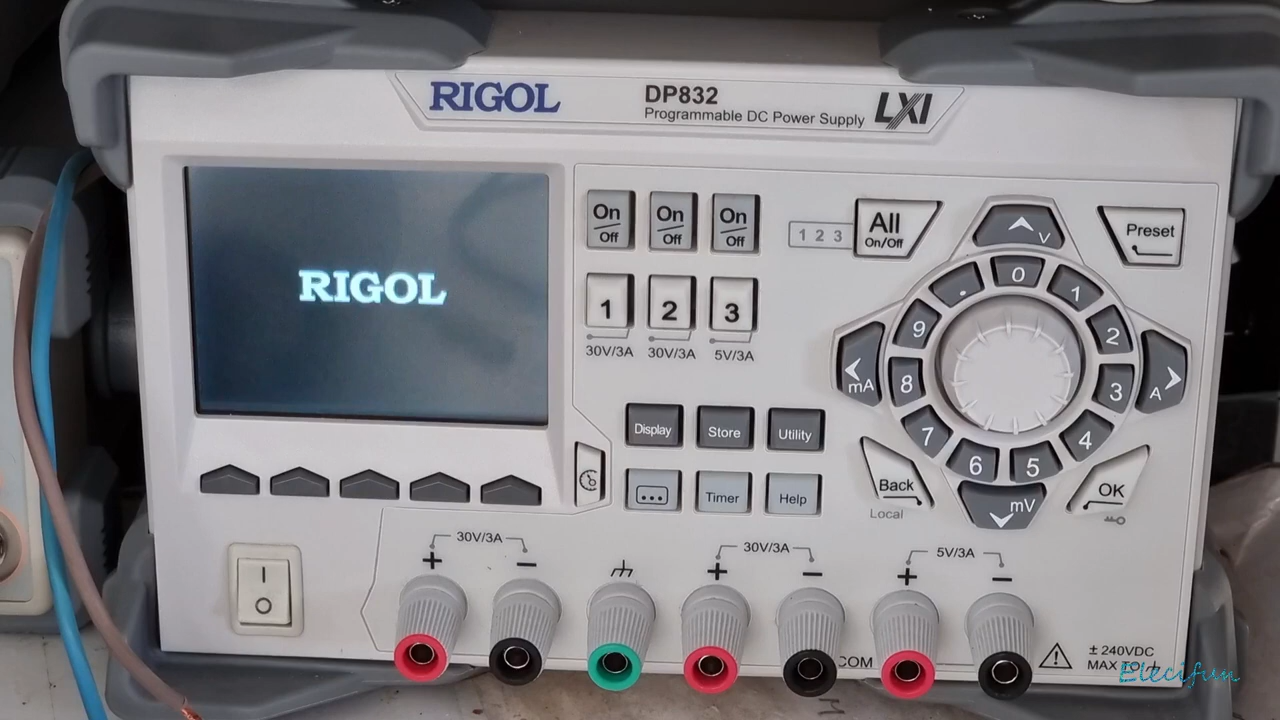 RIGOL
DP832
Programmable DC Power Supply
LXI
RIGOL
On/Off
On/Off
On/Off
1 2 3
All
On/Off
V
Preset
1
2
3
30V/3A
30V/3A
5V/3A
0
1
2
3
4
5
6
7
8
9
.
mA
A
mV
Display
Store
Utility
...
Timer
Help
Back
Local
OK
30V/3A
30V/3A
5V/3A
+
−
+
−
+
−
I
O
COM
± 240VDC
MAX TO
Elecifun